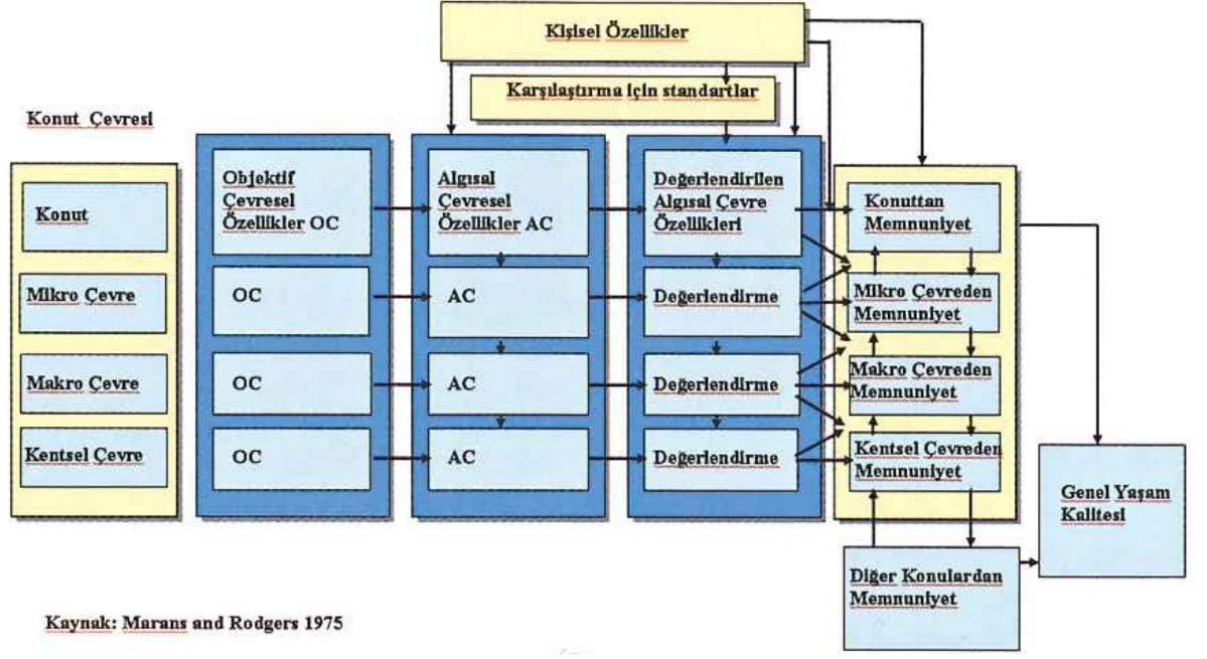 Kişisel Özellikler
Karşılaştırma için standartlar
Konut Çevresi
Konut
Mikro Çevre
Makro Çevre
Kentsel Çevre
Objektif
Çevresel
Özellikler OC
OC
OC
OC
Algısal
Çevresel
Özellikler AC
AC
AC
AC
Değerlendirilen
Algısal Çevre
Özellikleri
Değerlendirme
Değerlendirme
Değerlendirme
Konuttan
Memnuniyet
Mikro Çevreden
Memnuniyet
Makro Çevreden
Memnuniyet
Kentsel Çevreden
Memnuniyet
Diğer Konulardan
Memnuniyet
Genel Yaşam
Kalitesi
Kaynak: Marans and Rodgers 1975